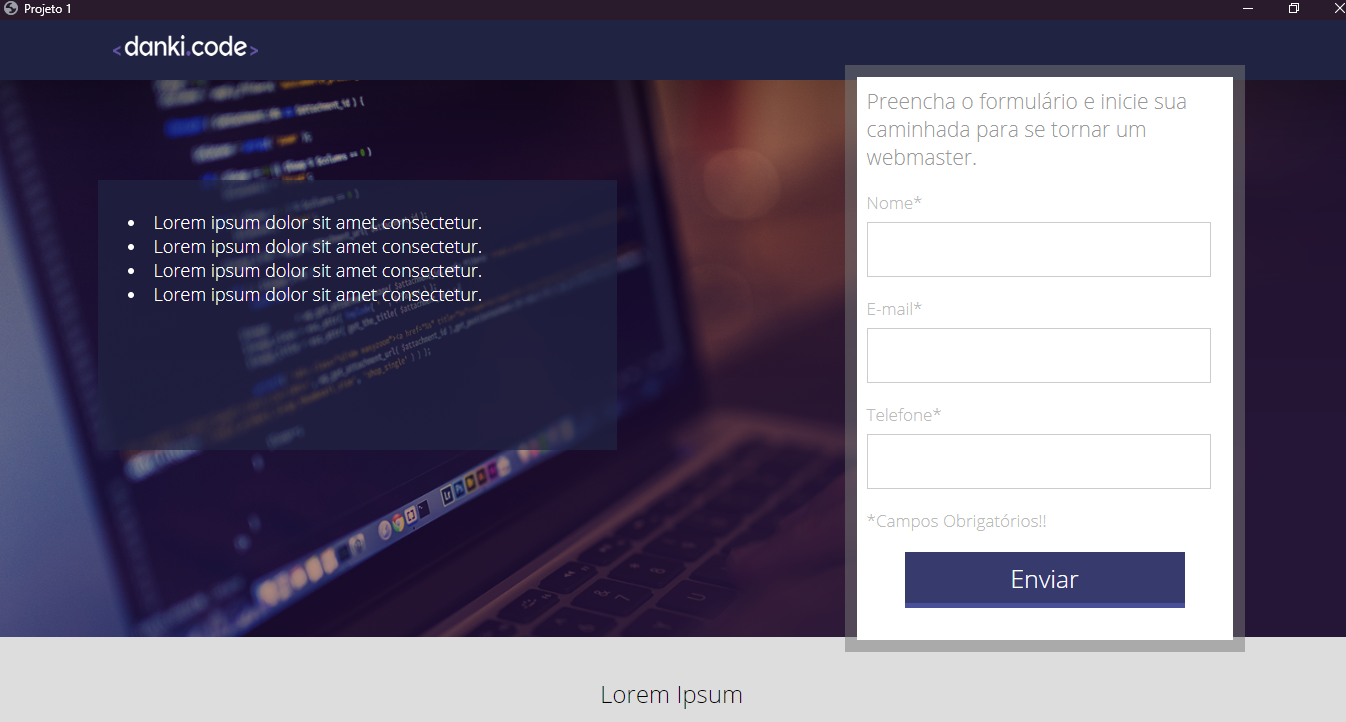 Projeto 1
<danki.code>
Lorem ipsum dolor sit amet consectetur.
Lorem ipsum dolor sit amet consectetur.
Lorem ipsum dolor sit amet consectetur.
Lorem ipsum dolor sit amet consectetur.
Preencha o formulário e inicie sua
caminhada para se tornar um
webmaster.
Nome*
E-mail*
Telefone*
*Campos Obrigatórios!!
Enviar
Lorem Ipsum